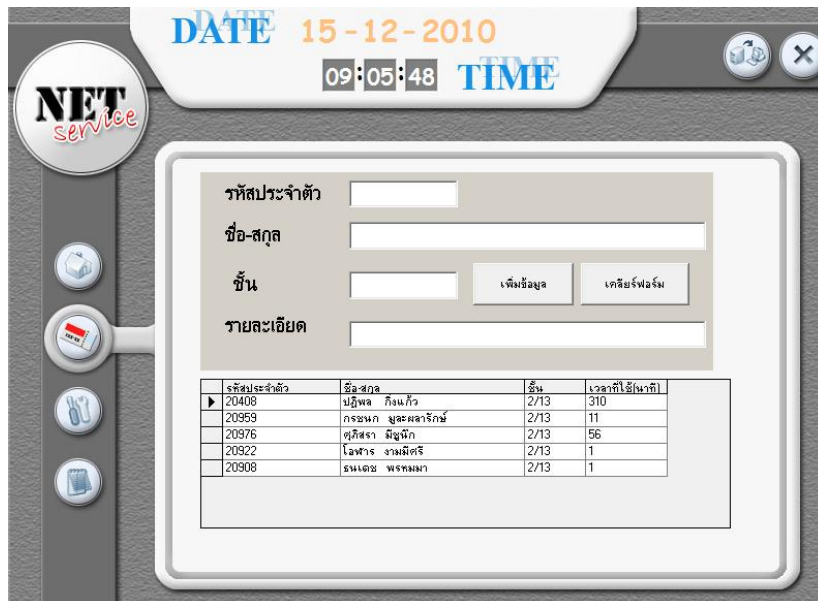 DATE 15-12-2010
09:05:48 TIME
NET
service
รหัสประจำตัว
ชื่อ-สกุล
ชั้น
เพิ่มข้อมูล เคลียร์ฟอร์ม
รายละเอียด
รหัสประจำตัว ชื่อ-สกุล ชั้น เวลาที่ใช้(นาที)
20408 ปฏิพล กิ่งแก้ว 2/13 310
20959 กรชนก มูละผลารักษ์ 2/13 11
20976 ศุภิสรา มีชูนึก 2/13 56
20922 โอฬาร งามมีศรี 2/13 1
20908 ธนเดช พรหมมา 2/13 1